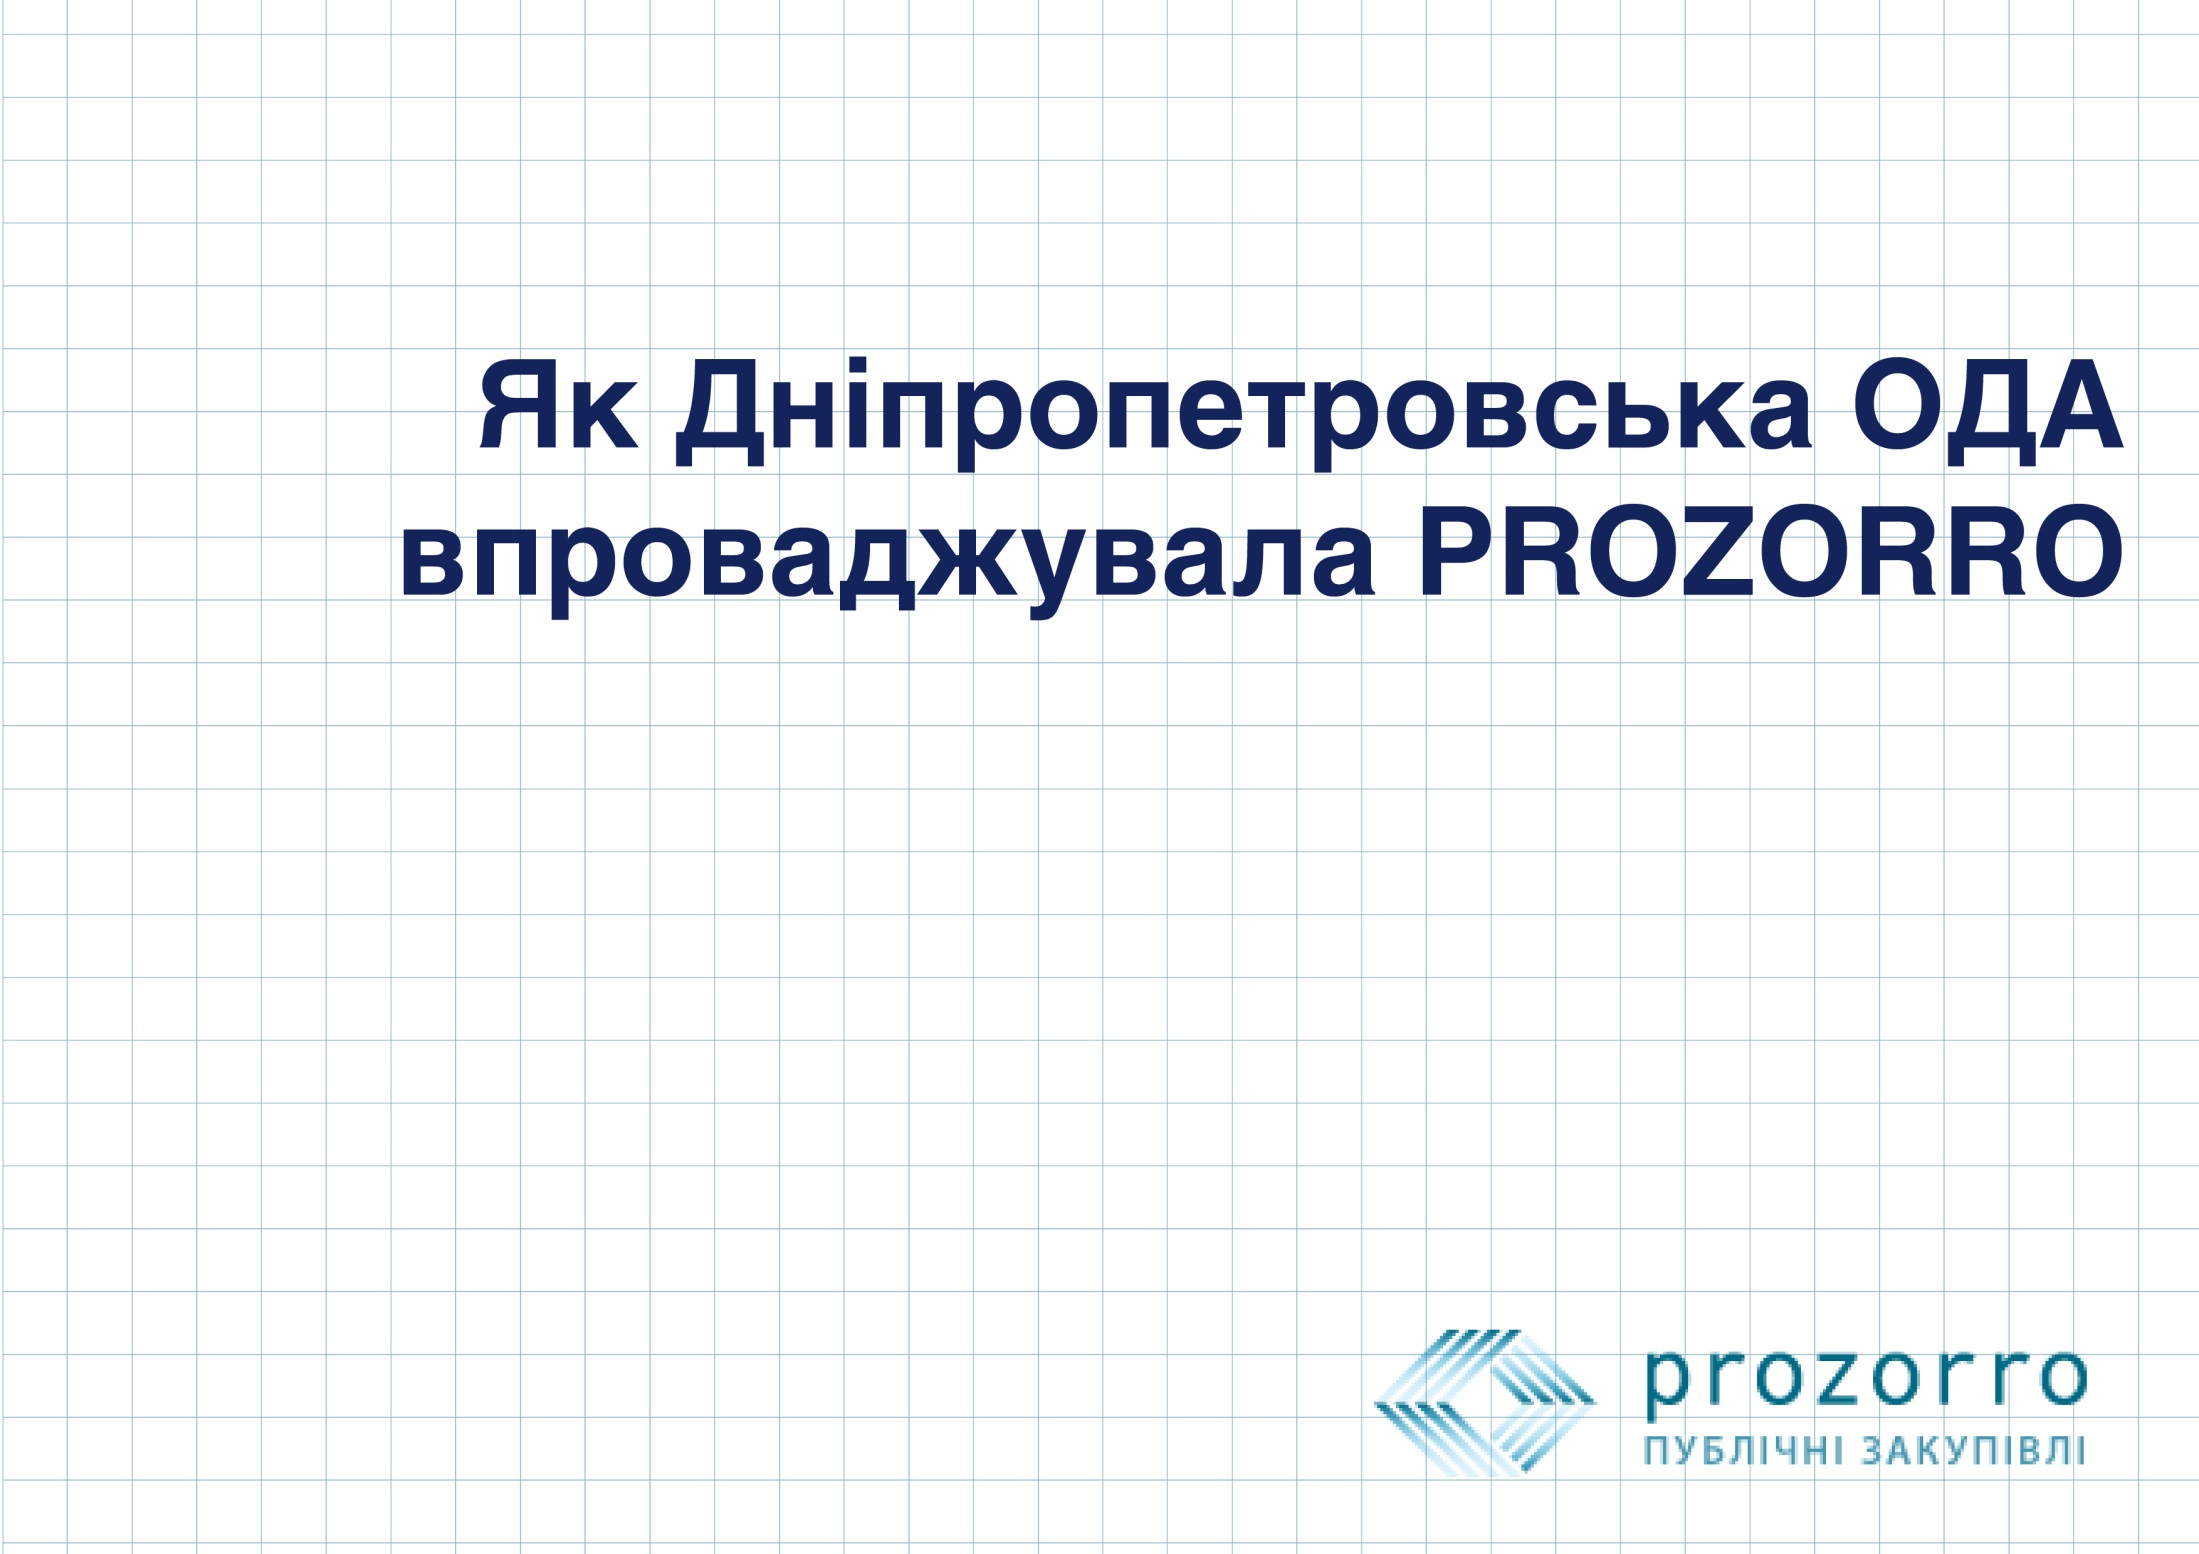 Як Дніпропетровська ОДА
впроваджувала PROZORRO
prozorro
ПУБЛІЧНІ ЗАКУПІВЛІ